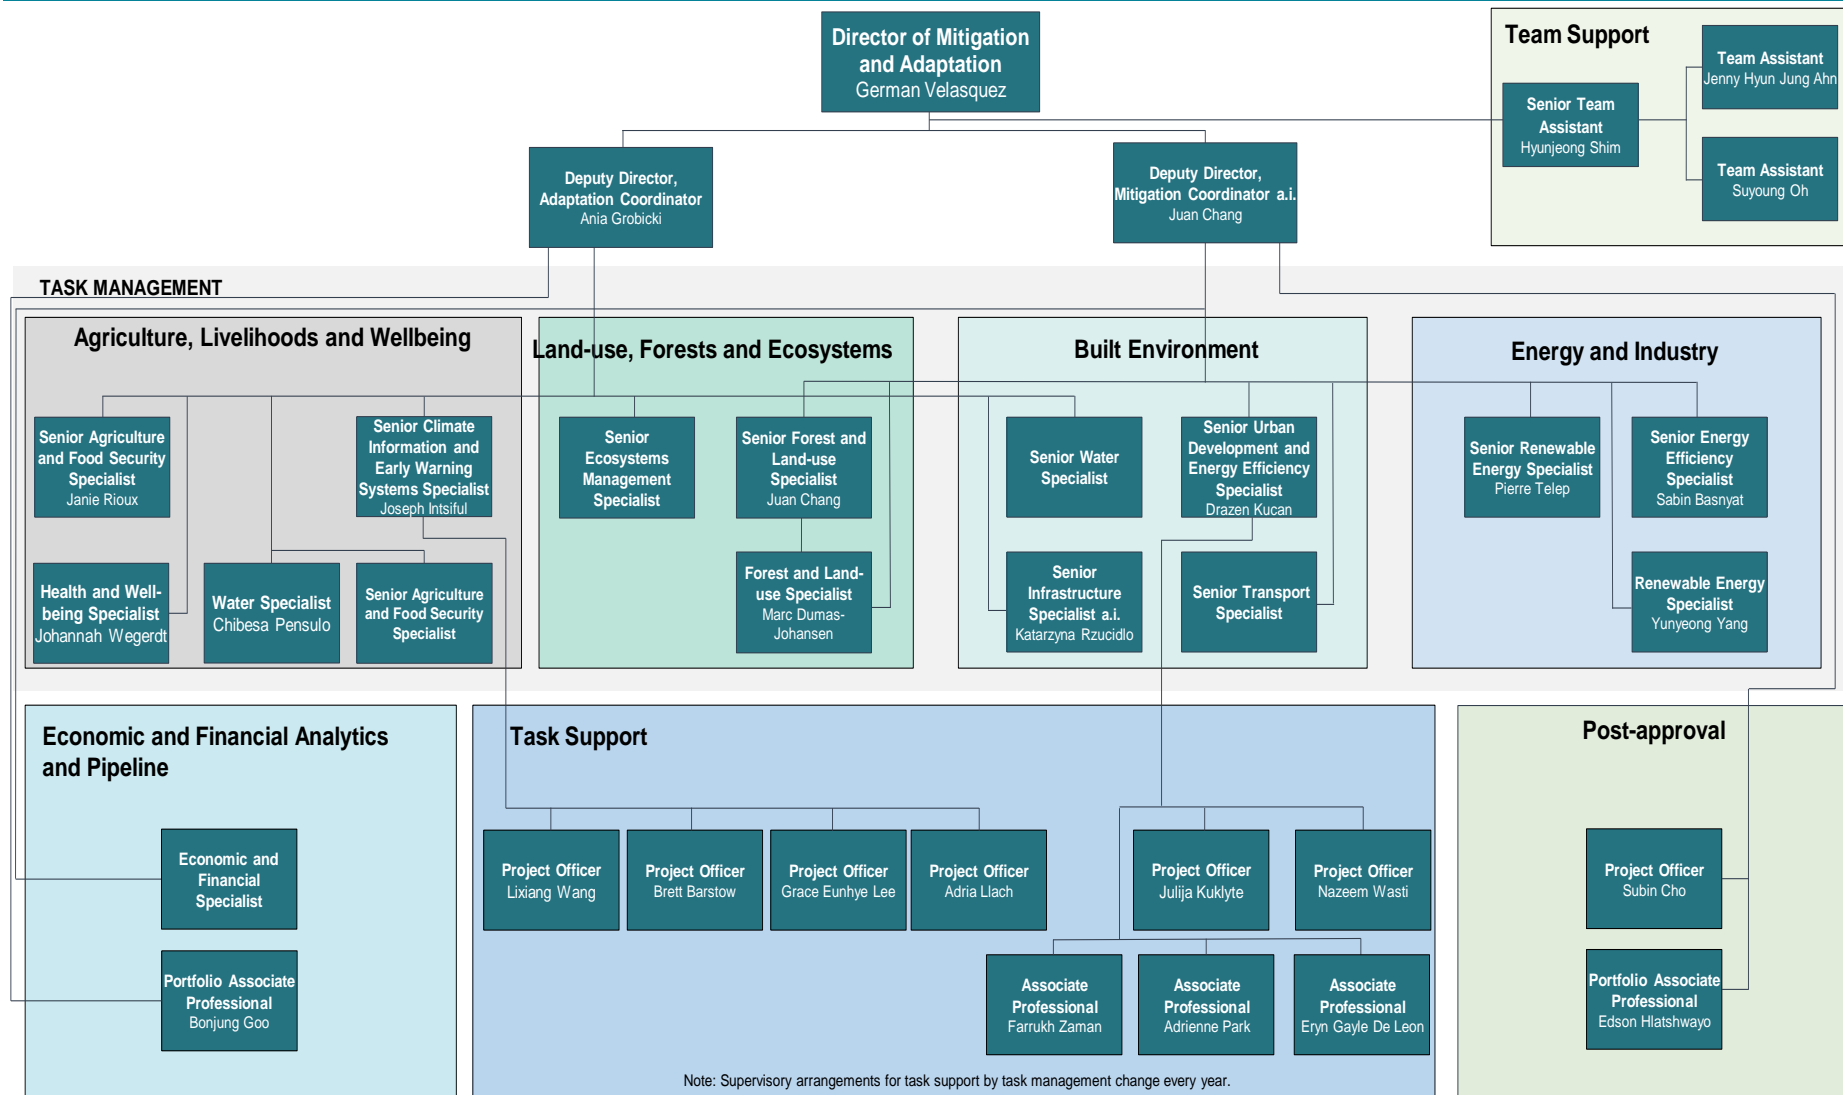 Director of Mitigation
and Adaptation
German Velasquez
Team Support
Team Assistant
Jenny Hyun Jung Ahn
Senior Team
Assistant
Hyunjeong Shim
Team Assistant
Suyoung Oh
Deputy Director,
Adaptation Coordinator
Ania Grobicki
Deputy Director,
Mitigation Coordinator a.i.
Juan Chang
TASK MANAGEMENT
Agriculture, Livelihoods and Wellbeing
Senior Agriculture
and Food Security
Specialist
Janie Rioux
Senior Climate
Information and
Early Warning
Systems Specialist
Joseph Intsiful
Health and Well-
being Specialist
Johannah Wegerdt
Water Specialist
Chibesa Pensulo
Senior Agriculture
and Food Security
Specialist
Land-use, Forests and Ecosystems
Senior
Ecosystems
Management
Specialist
Senior Forest and
Land-use
Specialist
Juan Chang
Forest and Land-
use Specialist
Marc Dumas-
Johansen
Built Environment
Senior Water
Specialist
Senior Urban
Development and
Energy Efficiency
Specialist
Drazen Kucan
Senior
Infrastructure
Specialist a.i.
Katarzyna Rzucidlo
Senior Transport
Specialist
Energy and Industry
Senior Renewable
Energy Specialist
Pierre Telep
Senior Energy
Efficiency
Specialist
Sabin Basnyat
Renewable Energy
Specialist
Yunyeong Yang
Economic and Financial Analytics
and Pipeline
Economic and
Financial
Specialist
Portfolio Associate
Professional
Bonjung Goo
Task Support
Project Officer
Lixiang Wang
Project Officer
Brett Barstow
Project Officer
Grace Eunhye Lee
Project Officer
Adria Llach
Project Officer
Julija Kuklyte
Project Officer
Nazeem Wasti
Associate
Professional
Farrukh Zaman
Associate
Professional
Adrienne Park
Associate
Professional
Eryn Gayle De Leon
Note: Supervisory arrangements for task support by task management change every year.
Post-approval
Project Officer
Subin Cho
Portfolio Associate
Professional
Edson Hlatshwayo